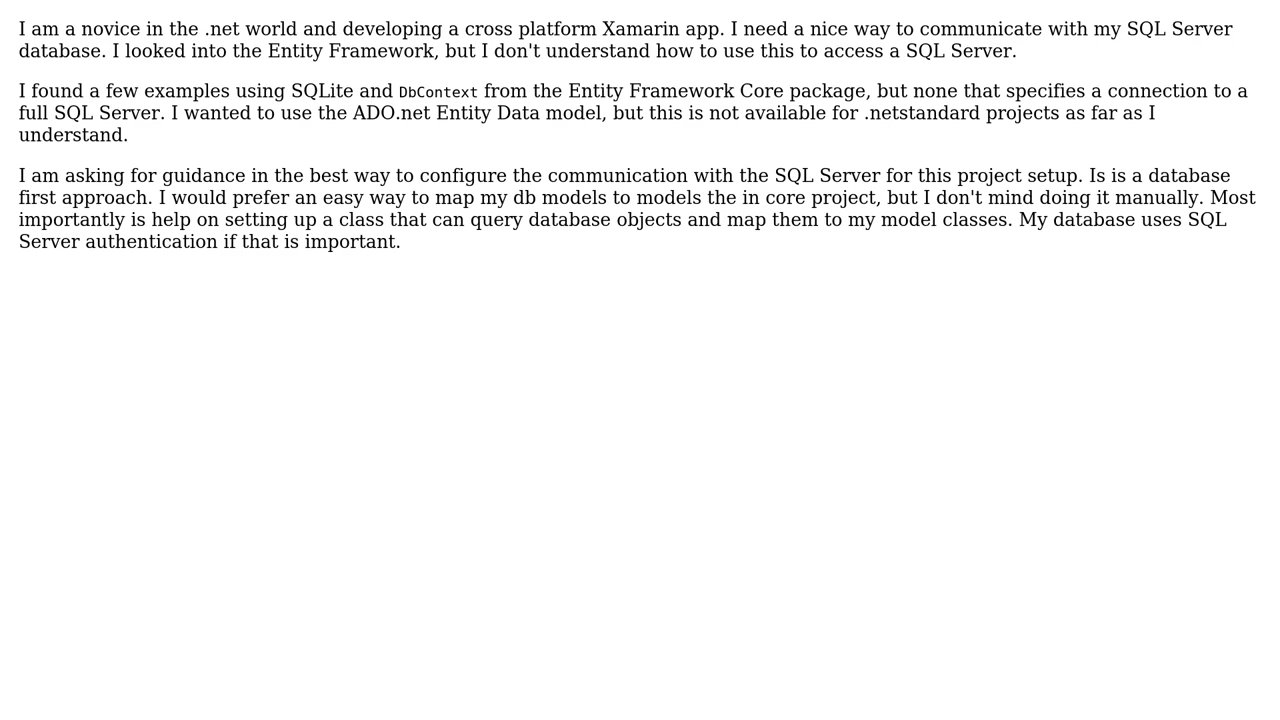 I am a novice in the .net world and developing a cross platform Xamarin app. I need a nice way to communicate with my SQL Server
database. I looked into the Entity Framework, but I don't understand how to use this to access a SQL Server.
I found a few examples using SQLite and DbContext from the Entity Framework Core package, but none that specifies a connection to a
full SQL Server. I wanted to use the ADO.net Entity Data model, but this is not available for .netstandard projects as far as I
understand.
I am asking for guidance in the best way to configure the communication with the SQL Server for this project setup. Is is a database
first approach. I would prefer an easy way to map my db models to models the in core project, but I don't mind doing it manually. Most
importantly is help on setting up a class that can query database objects and map them to my model classes. My database uses SQL
Server authentication if that is important.